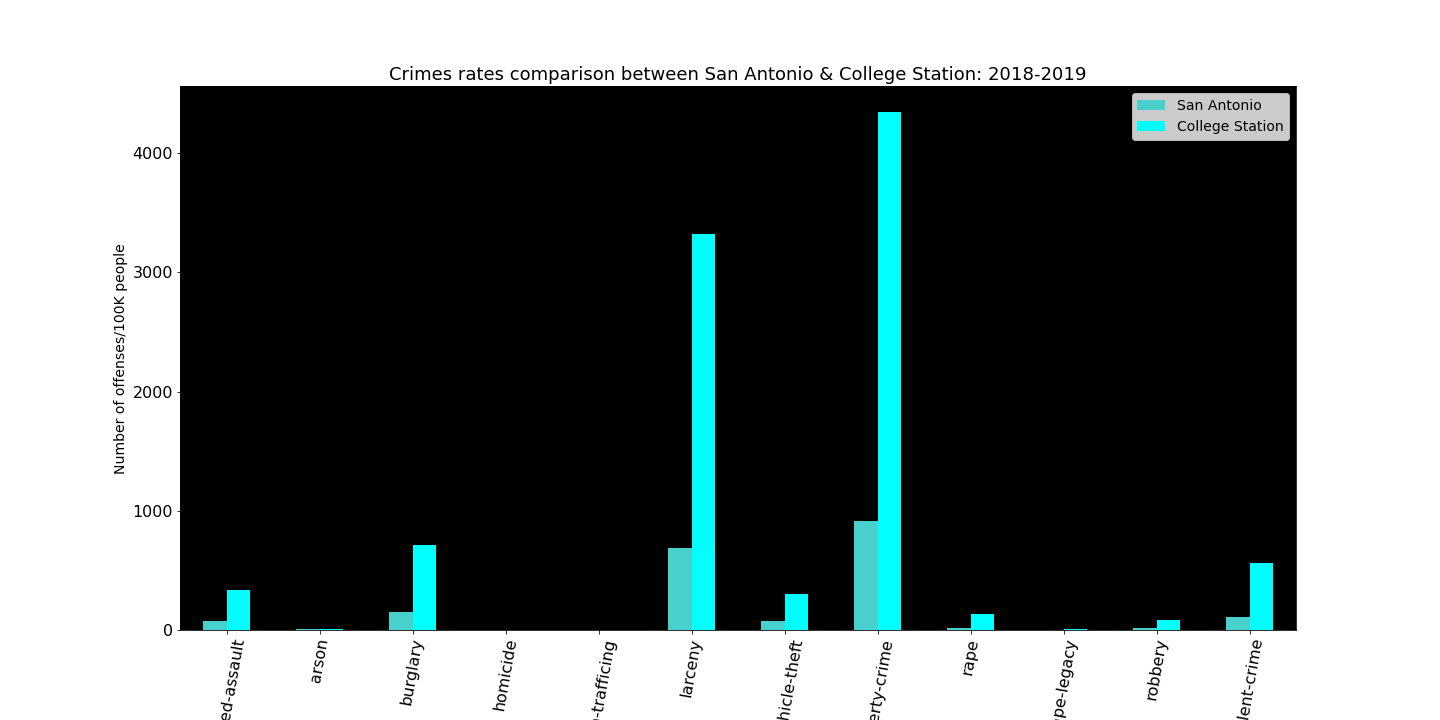 Crimes rates comparison between San Antonio & College Station: 2018-2019
San Antonio
College Station
Number of offenses/100K people
4000
3000
2000
1000
0
ed-assault
arson
burglary
homicide
-trafficing
larceny
hicle-theft
erty-crime
rape
pe-legacy
robbery
lent-crime